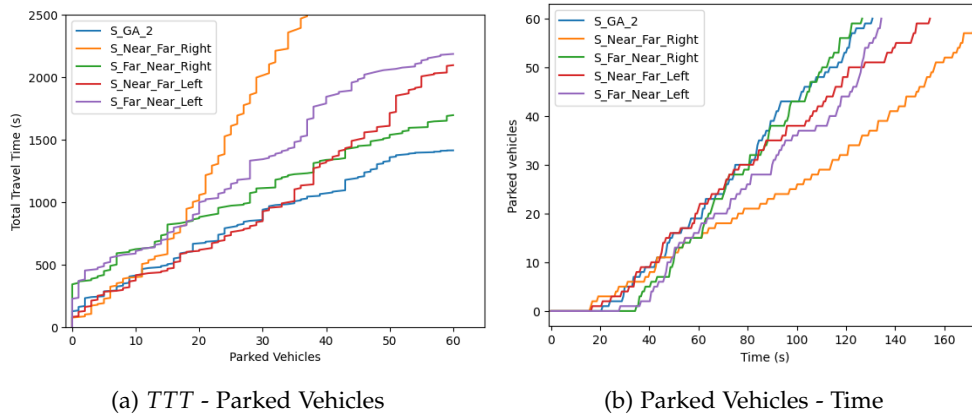 2500
2000
1500
1000
500
0
Total Travel Time (s)
S_GA_2
S_Near_Far_Right
S_Far_Near_Right
S_Near_Far_Left
S_Far_Near_Left
0 10 20 30 40 50 60
Parked Vehicles
(a) TTT - Parked Vehicles
60
50
40
30
20
10
0
Parked vehicles
S_GA_2
S_Near_Far_Right
S_Far_Near_Right
S_Near_Far_Left
S_Far_Near_Left
0 20 40 60 80 100 120 140 160
Time (s)
(b) Parked Vehicles - Time